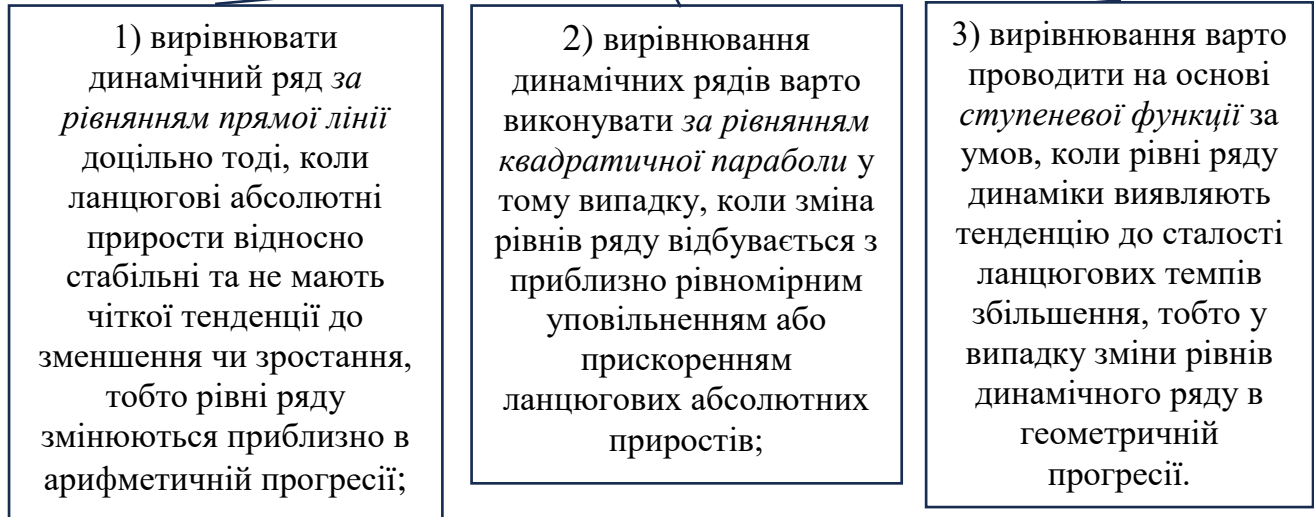 1) вирівнювати
динамічний ряд за
рівнянням прямої лінії
доцільно тоді, коли
ланцюгові абсолютні
прирости відносно
стабільні та не мають
чіткої тенденції до
зменшення чи зростання,
тобто рівні ряду
змінюються приблизно в
арифметичній прогресії;
2) вирівнювання
динамічних рядів варто
виконувати за рівнянням
квадратичної параболи у
тому випадку, коли зміна
рівнів ряду відбувається з
приблизно рівномірним
уповільненням або
прискоренням
ланцюгових абсолютних
приростів;
3) вирівнювання варто
проводити на основі
ступеневої функції за
умов, коли рівні ряду
динаміки виявляють
тенденцію до сталості
ланцюгових темпів
збільшення, тобто у
випадку зміни рівнів
динамічного ряду в
геометричній
прогресії.